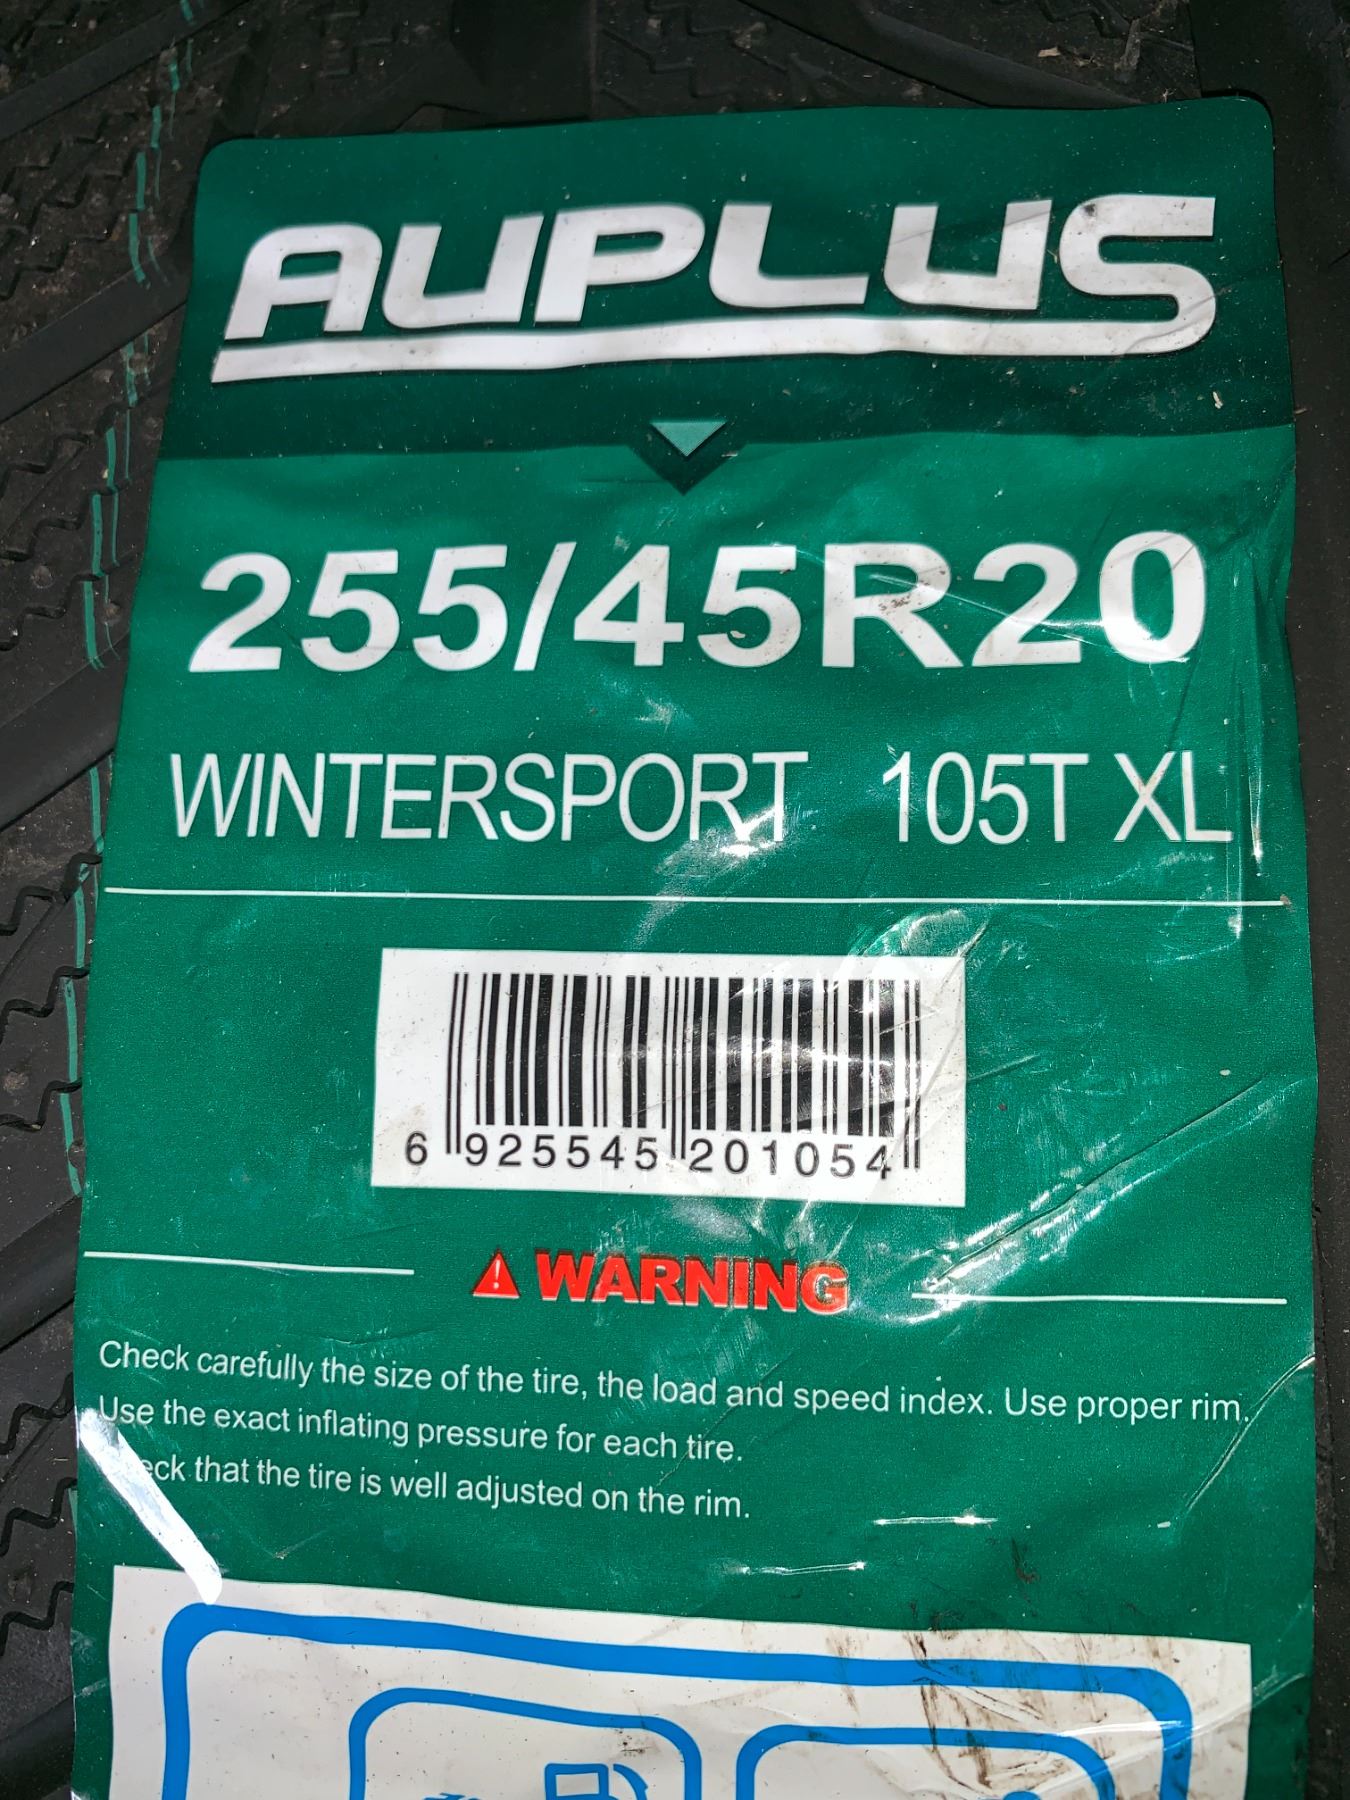 AUPLUS
255/45R20
WINTERSPORT 105T XL
6 925545 201054
WARNING
Check carefully the size of the tire, the load and speed index. Use proper rim.
Use the exact inflating pressure for each tire.
that the tire is well adjusted on the rim.